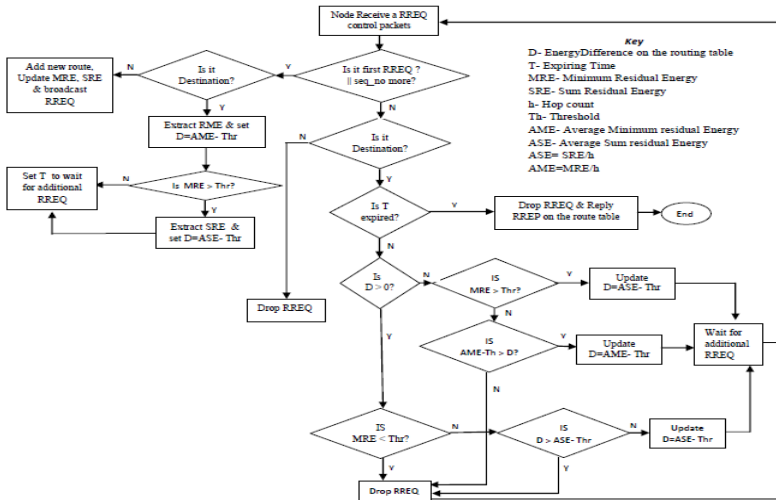 Node Receive a RREQ
control packets
Key
D- EnergyDifference on the routing table
T- Expiring Time
MRE- Minimum Residual Energy
SRE- Sum Residual Energy
h- Hop count
Th- Threshold
AME- Average Minimum residual Energy
ASE- Average Sum residual Energy
ASE= SRE/h
AME=MRE/h
Add new route,
Update MRE, SRE
& broadcast
RREQ
N
Is it
Destination?
Y
Is it first RREQ ?
|| seq_no more?
Y
N
Extract RME & set
D=AME- Thr
Is it
Destination?
N
Set T to wait
for additional
RREQ
N
Is MRE > Thr?
Y
Y
Extract SRE &
set D=ASE- Thr
Is T
expired?
Y
Drop RREQ & Reply
RREP on the route table
End
N
Is
D > 0?
N
IS
MRE > Thr?
Y
Update
D=ASE- Thr
Drop RREQ
Y
N
IS
AME-Th > D?
Y
Update
D=AME- Thr
Wait for
additional
RREQ
N
IS
MRE < Thr?
N
IS
D > ASE- Thr
N
Update
D=ASE- Thr
Y
Y
Drop RREQ